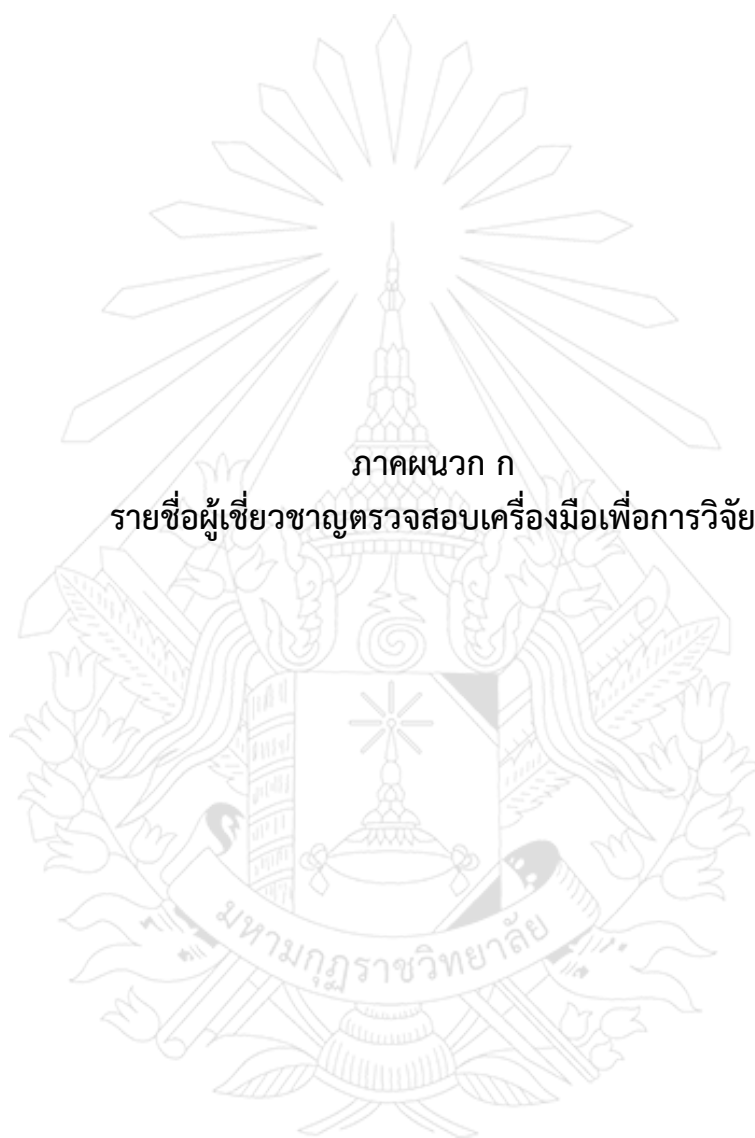 ภาคผนวก ก
รายชื่อผู้เชี่ยวชาญตรวจสอบเครื่องมือเพื่อการวิจัย
มหามกุฏราชวิทยาลัย